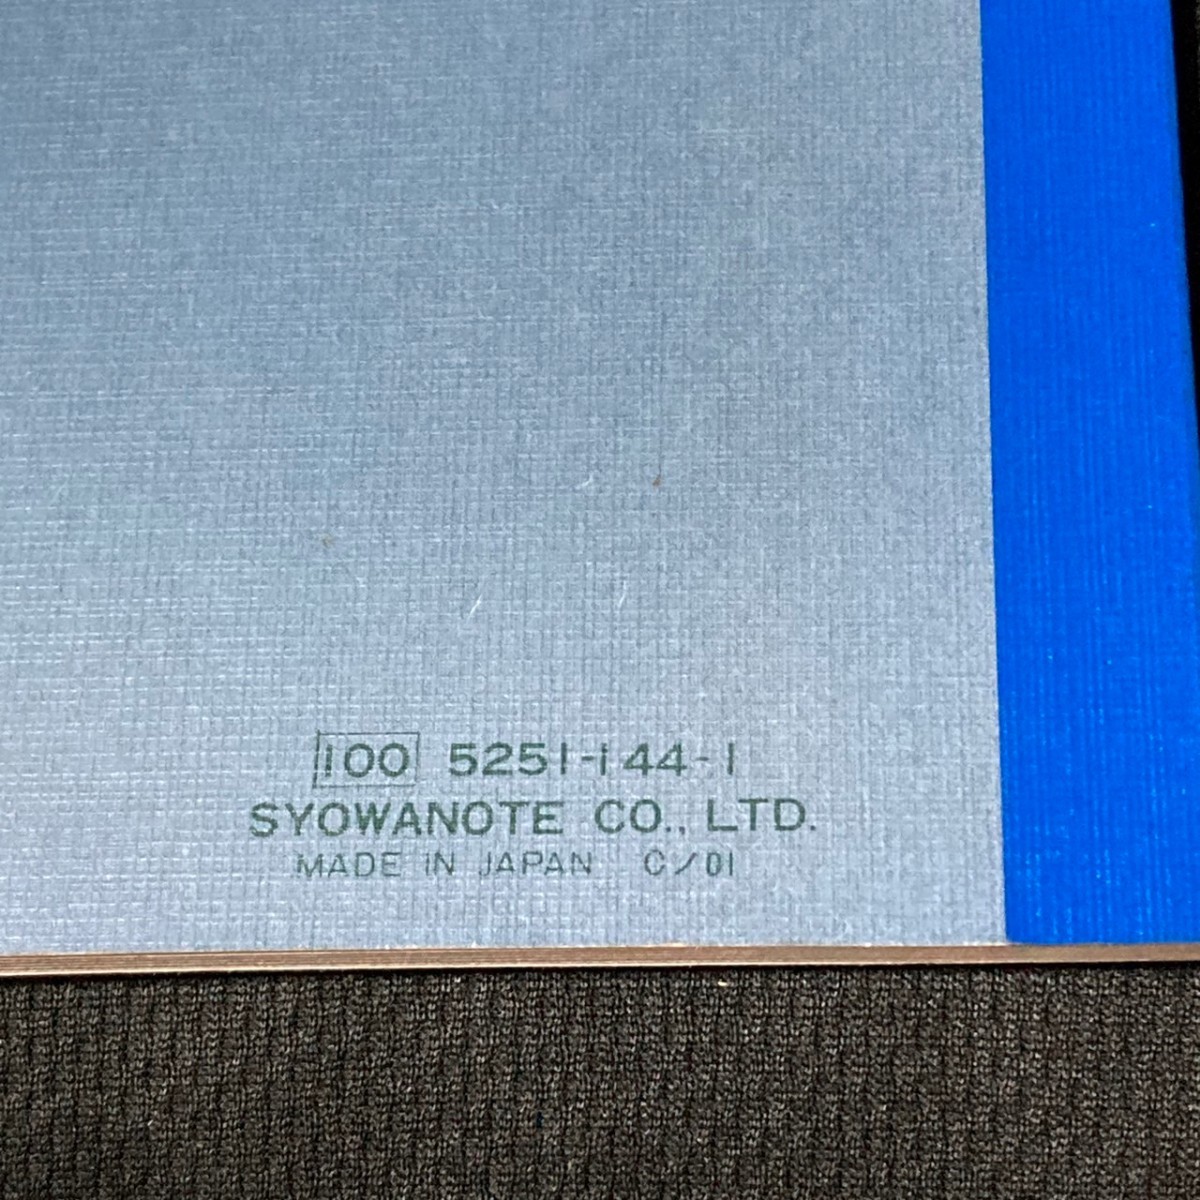 100 5251-144-1
SYOWANOTE CO., LTD.
MADE IN JAPAN C/01